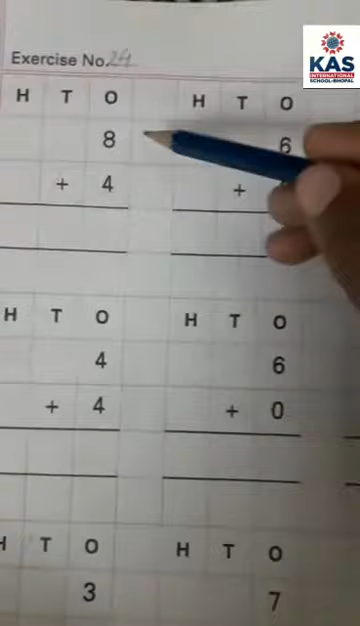 Exercise No. 24
KAS
INTERNATIONAL
SCHOOL-BHOPAL
H T O H T O
8 6
+ 4 +
H T O H T O
4 6
+ 4 + 0
H T O H T O
3 7